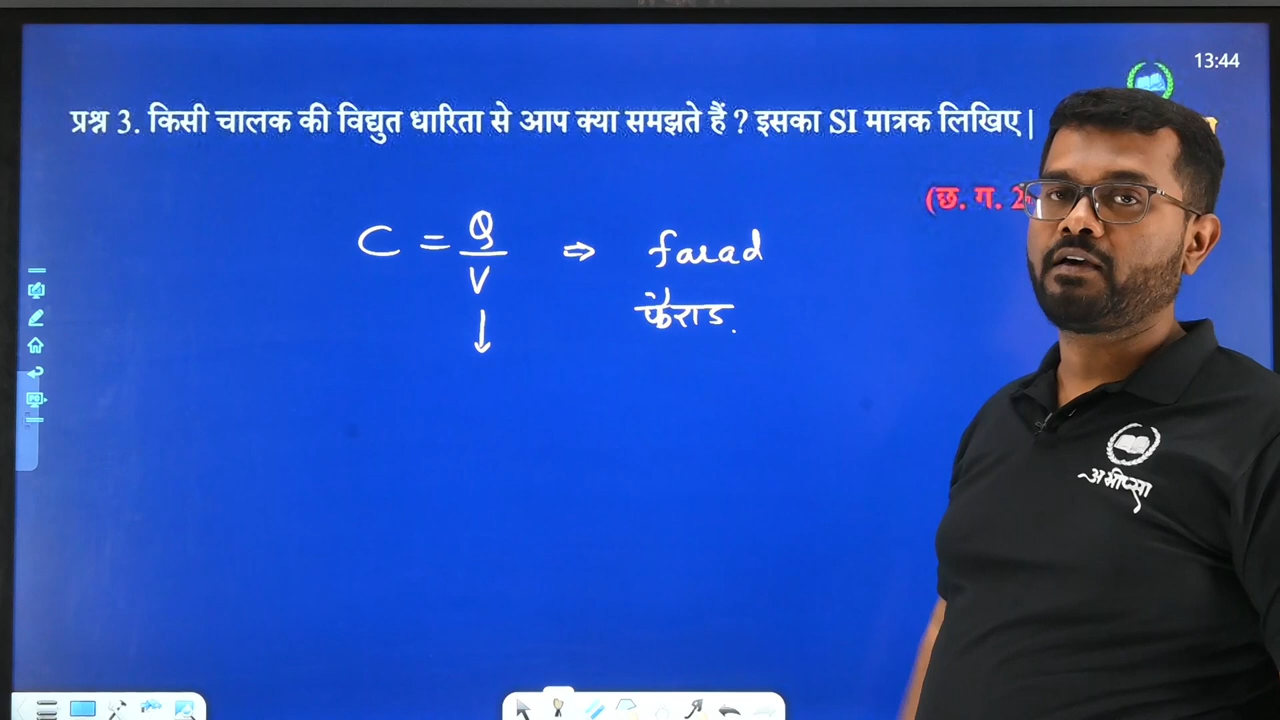 13:44
प्रश्न 3. किसी चालक की विद्युत धारिता से आप क्या समझते हैं ? इसका SI मात्रक लिखिए |
(छ. ग. 2
C = Q/V ⇒ farad
फैराड.
अभीप्सा